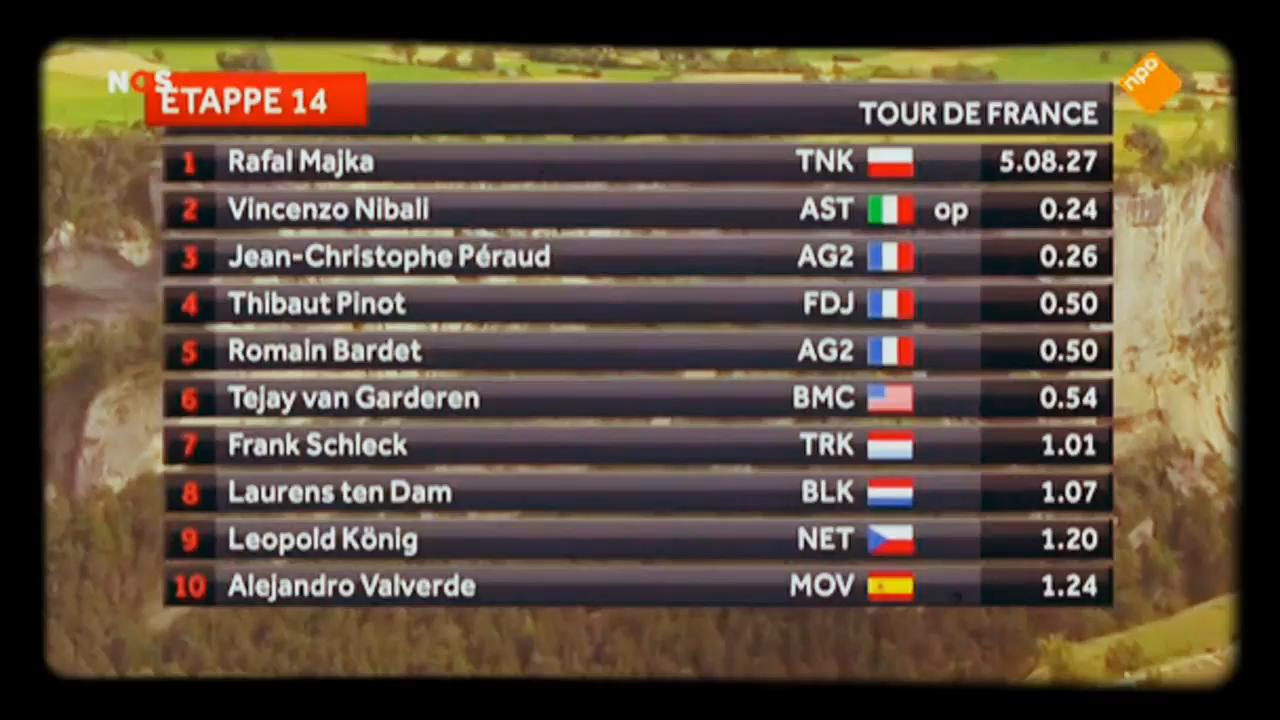 NOS
npo
ETAPPE 14
TOUR DE FRANCE
1 Rafal Majka TNK 5.08.27
2 Vincenzo Nibali AST op 0.24
3 Jean-Christophe Péraud AG2 0.26
4 Thibaut Pinot FDJ 0.50
5 Romain Bardet AG2 0.50
6 Tejay van Garderen BMC 0.54
7 Frank Schleck TRK 1.01
8 Laurens ten Dam BLK 1.07
9 Leopold König NET 1.20
10 Alejandro Valverde MOV 1.24